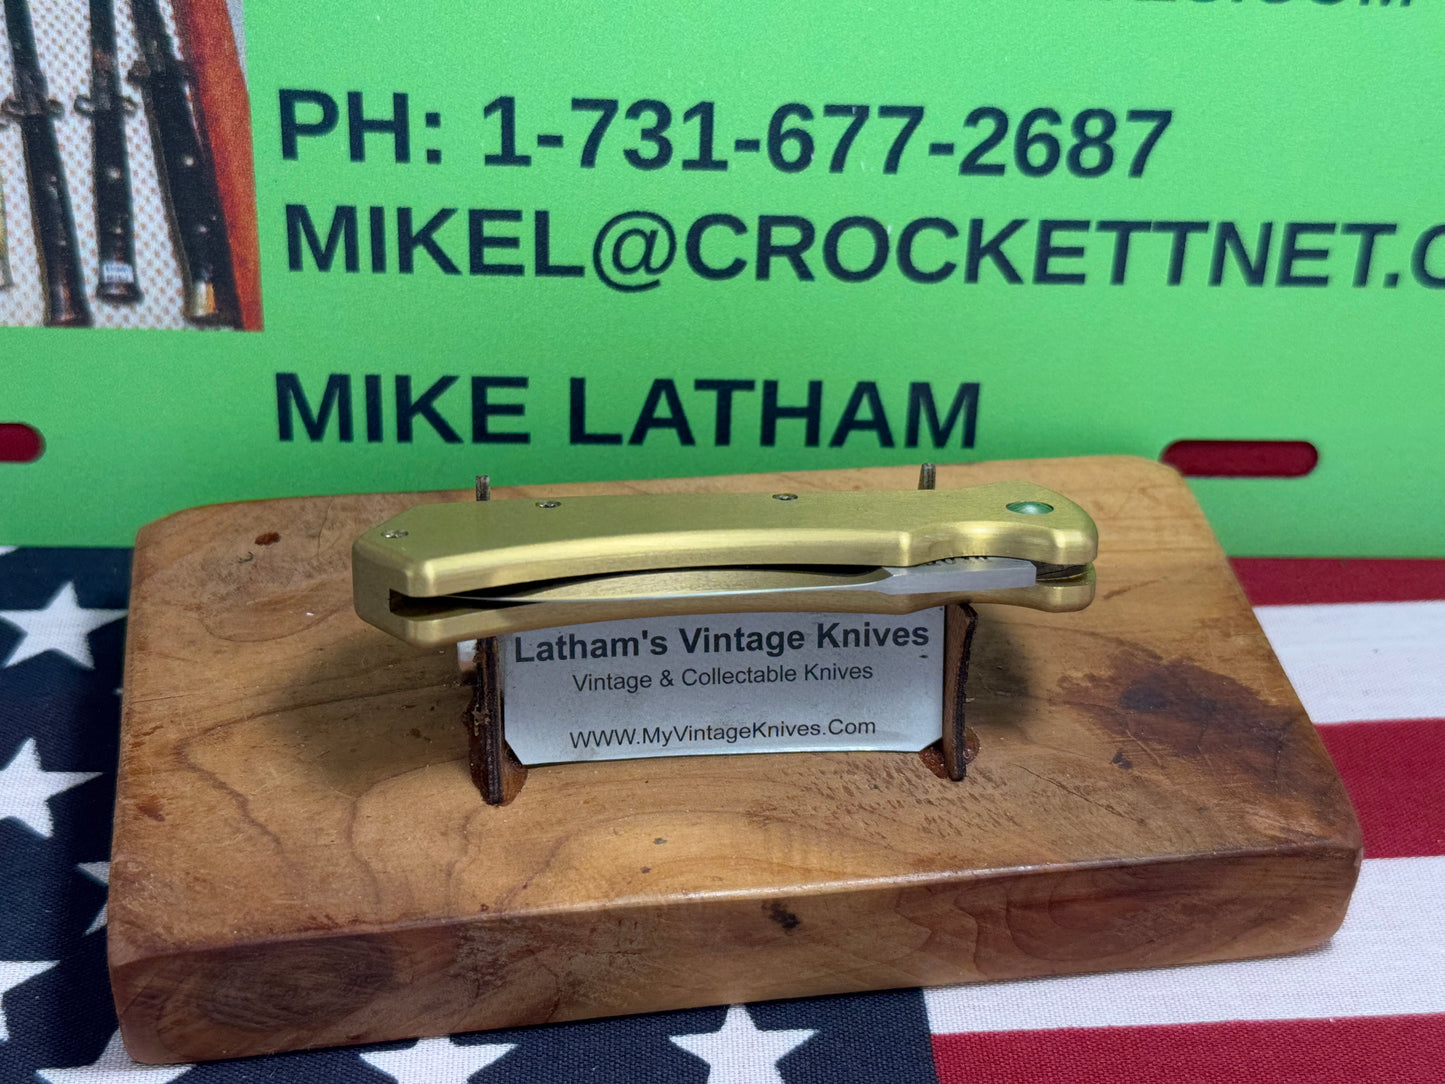 PH: 1-731-677-2687
MIKEL@CROCKETTNET.C
MIKE LATHAM
Latham's Vintage Knives
Vintage & Collectable Knives
WWW.MyVintageKnives.Com